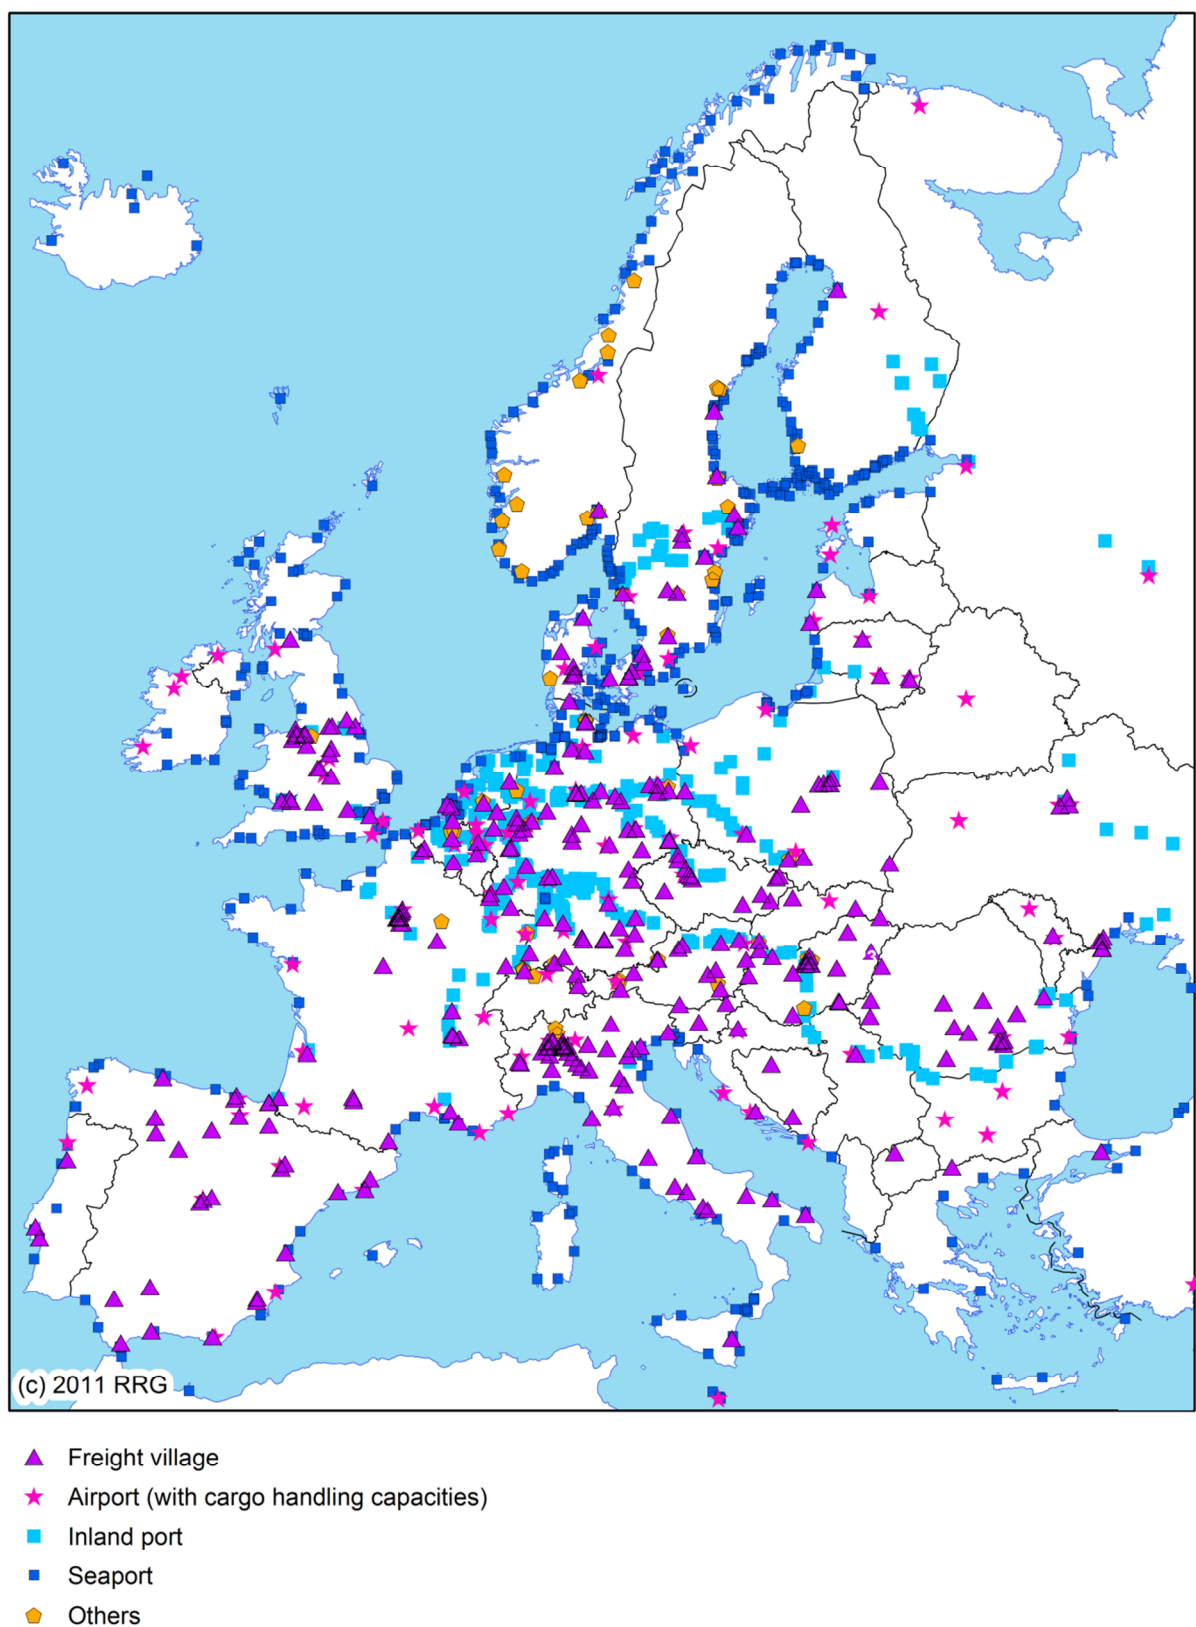 (c) 2011 RRG
Freight village
Airport (with cargo handling capacities)
Inland port
Seaport
Others